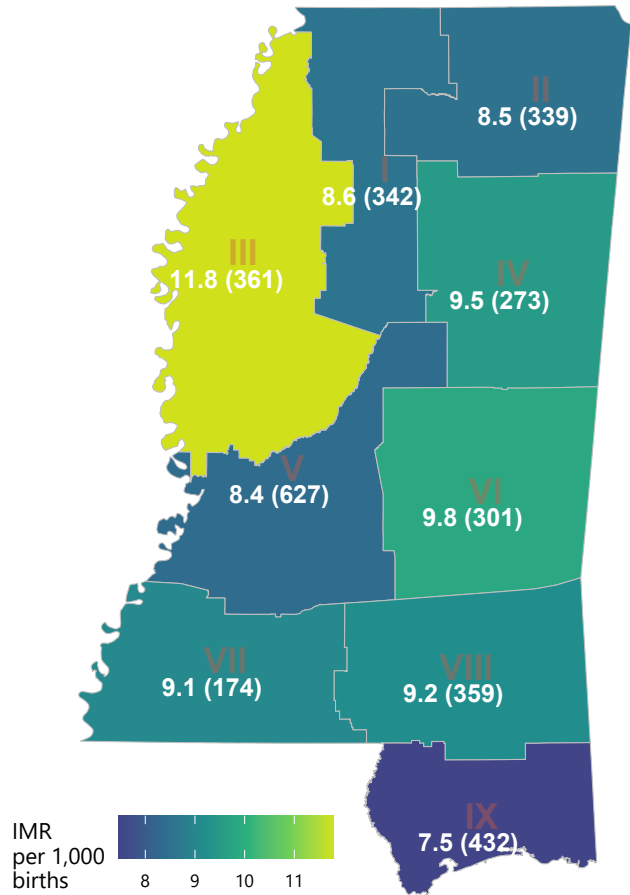 II
8.5 (339)
I
8.6 (342)
III
11.8 (361)
IV
9.5 (273)
V
8.4 (627)
VI
9.8 (301)
VII
9.1 (174)
VIII
9.2 (359)
IX
7.5 (432)
IMR
per 1,000
births
8 9 10 11